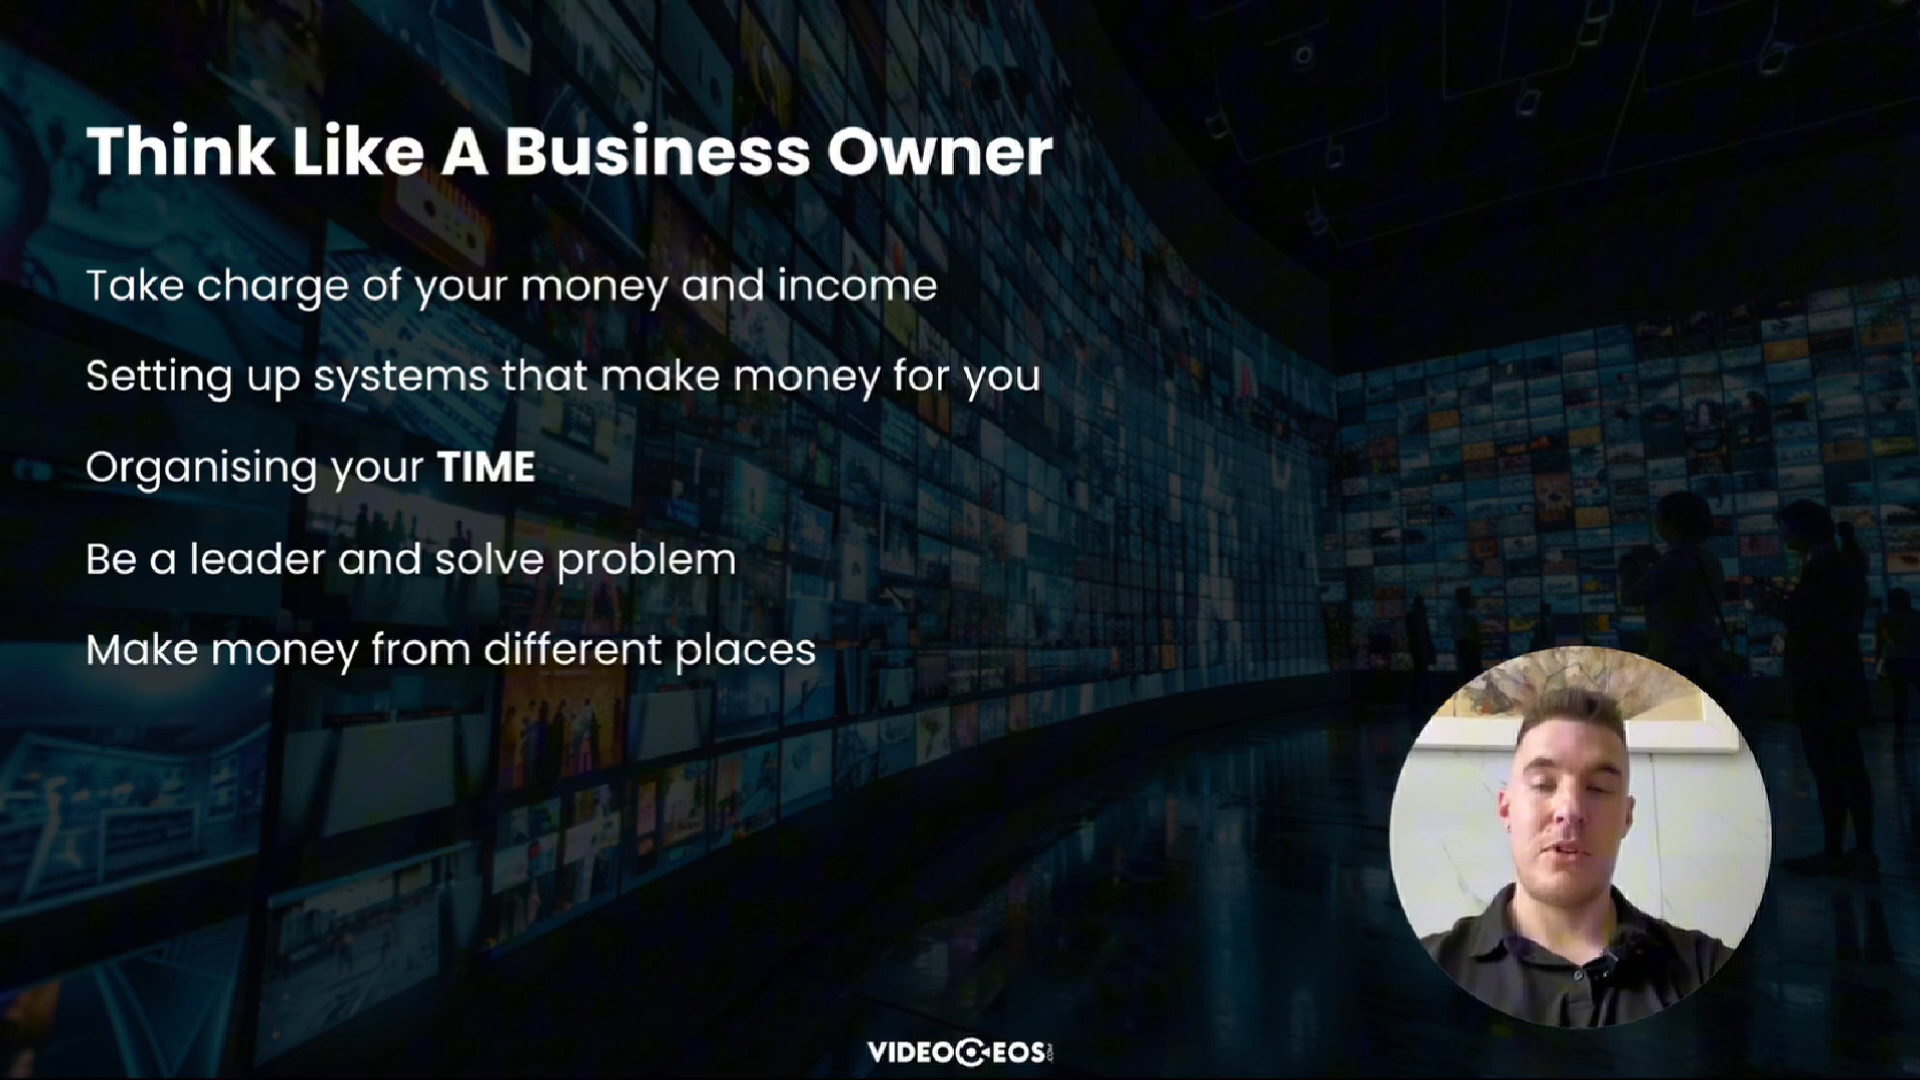 Think Like A Business Owner
Take charge of your money and income
Setting up systems that make money for you
Organising your TIME
Be a leader and solve problem
Make money from different places
VIDEOCEOS